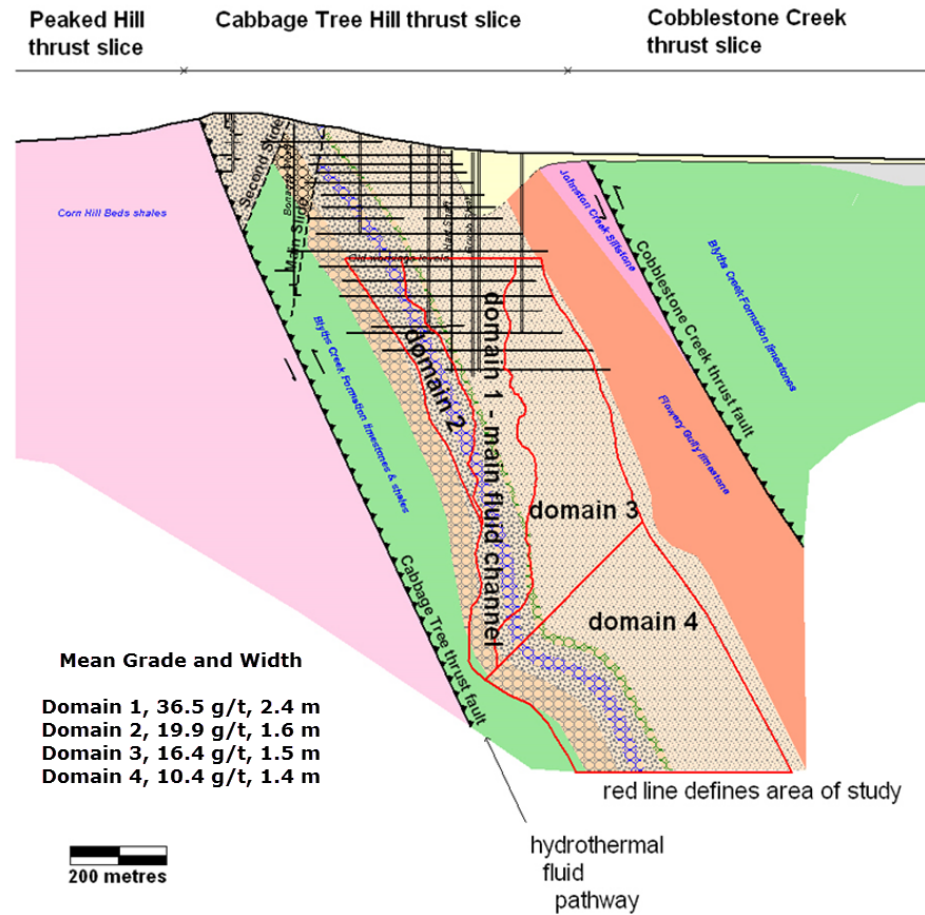 Peaked Hill
thrust slice
Cabbage Tree Hill thrust slice
Cobblestone Creek
thrust slice
Corn Hill Beds shales
Second Slide
Main Slide
Johnston Creek Siltstone
Cobblestone Creek thrust fault
Blyths Creek Formation
limestones
Blyths Creek Formation limestones & shales
Flowery Gully limestone
Cabbage Tree thrust fault
domain 2
domain 1 - main fluid channel
domain 3
domain 4
Mean Grade and Width
Domain 1, 36.5 g/t, 2.4 m
Domain 2, 19.9 g/t, 1.6 m
Domain 3, 16.4 g/t, 1.5 m
Domain 4, 10.4 g/t, 1.4 m
red line defines area of study
hydrothermal
fluid
pathway
200 metres